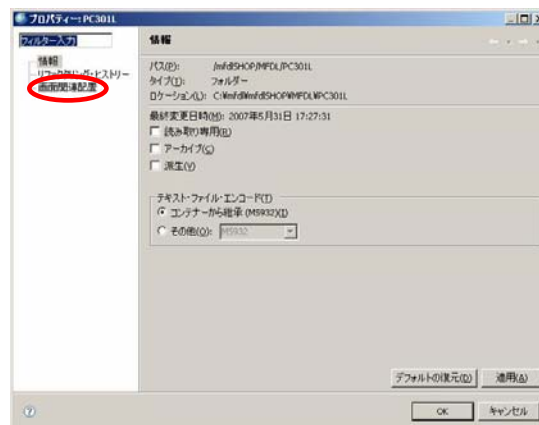 プロパティー: PC301L
フィルター入力
情報
リファクタリング・ヒストリー
画面関連配置
情報
パス(P): /mfdlSHOP/MFDL/PC301L
タイプ(T): フォルダー
ロケーション(L): C:¥mfdl¥mfdlSHOP¥MFDL¥PC301L
最終変更日時(M): 2007年5月31日 17:27:31
読み取り専用(R)
アーカイブ(C)
派生(V)
テキスト・ファイル・エンコード(T)
コンテナーから継承 (MS932)(I)
その他(O): MS932
デフォルトの復元(D) 適用(A)
OK キャンセル